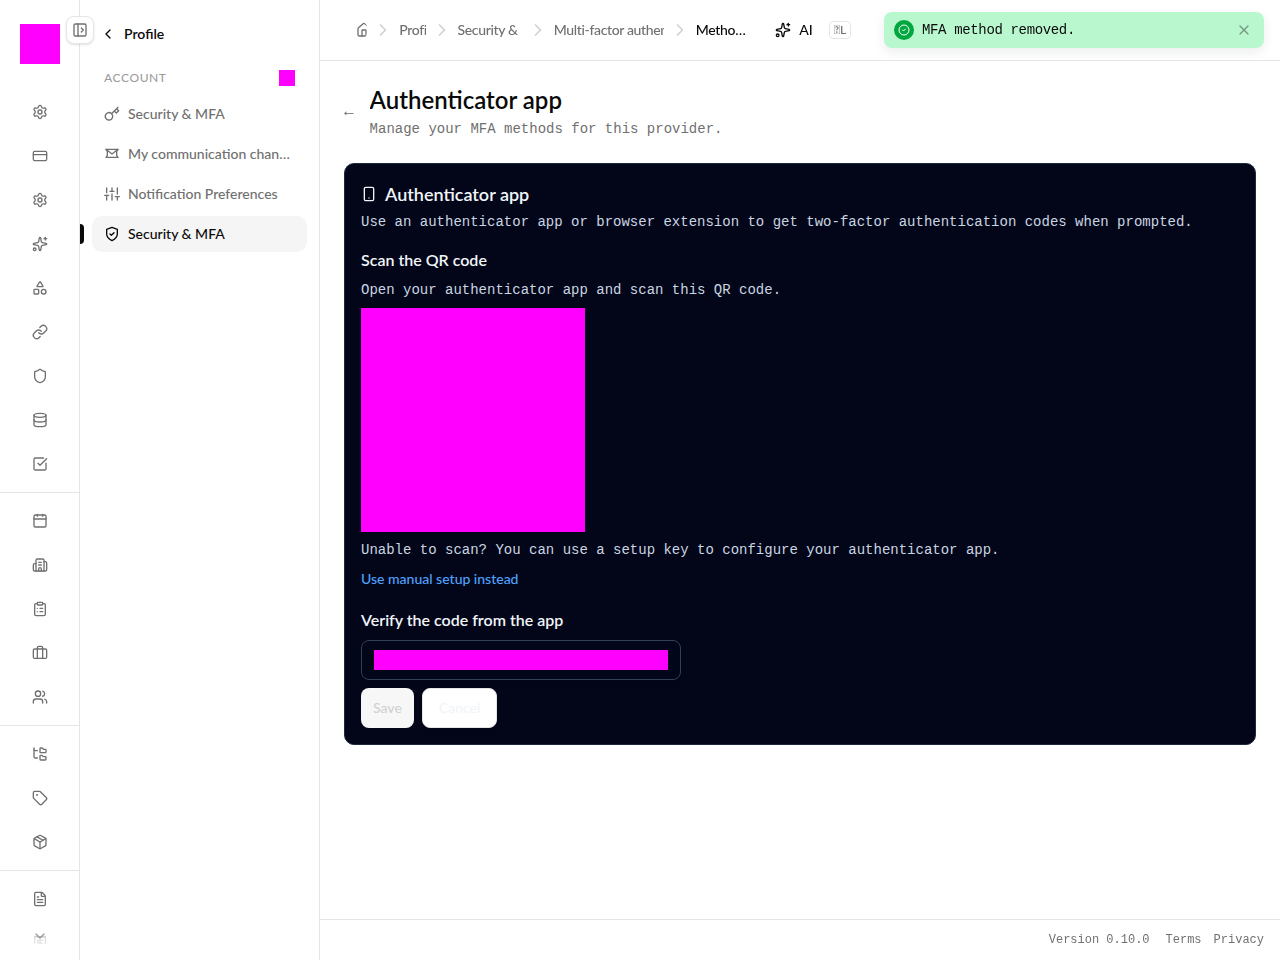 Profile
ACCOUNT
Security & MFA
My communication chan...
Notification Preferences
Security & MFA
Profi
Security &
Multi-factor auther
Metho...
AI
MFA method removed.
←
Authenticator app
Manage your MFA methods for this provider.
Authenticator app
Use an authenticator app or browser extension to get two-factor authentication codes when prompted.
Scan the QR code
Open your authenticator app and scan this QR code.
Unable to scan? You can use a setup key to configure your authenticator app.
Use manual setup instead
Verify the code from the app
Save
Cancel
Version 0.10.0
Terms
Privacy